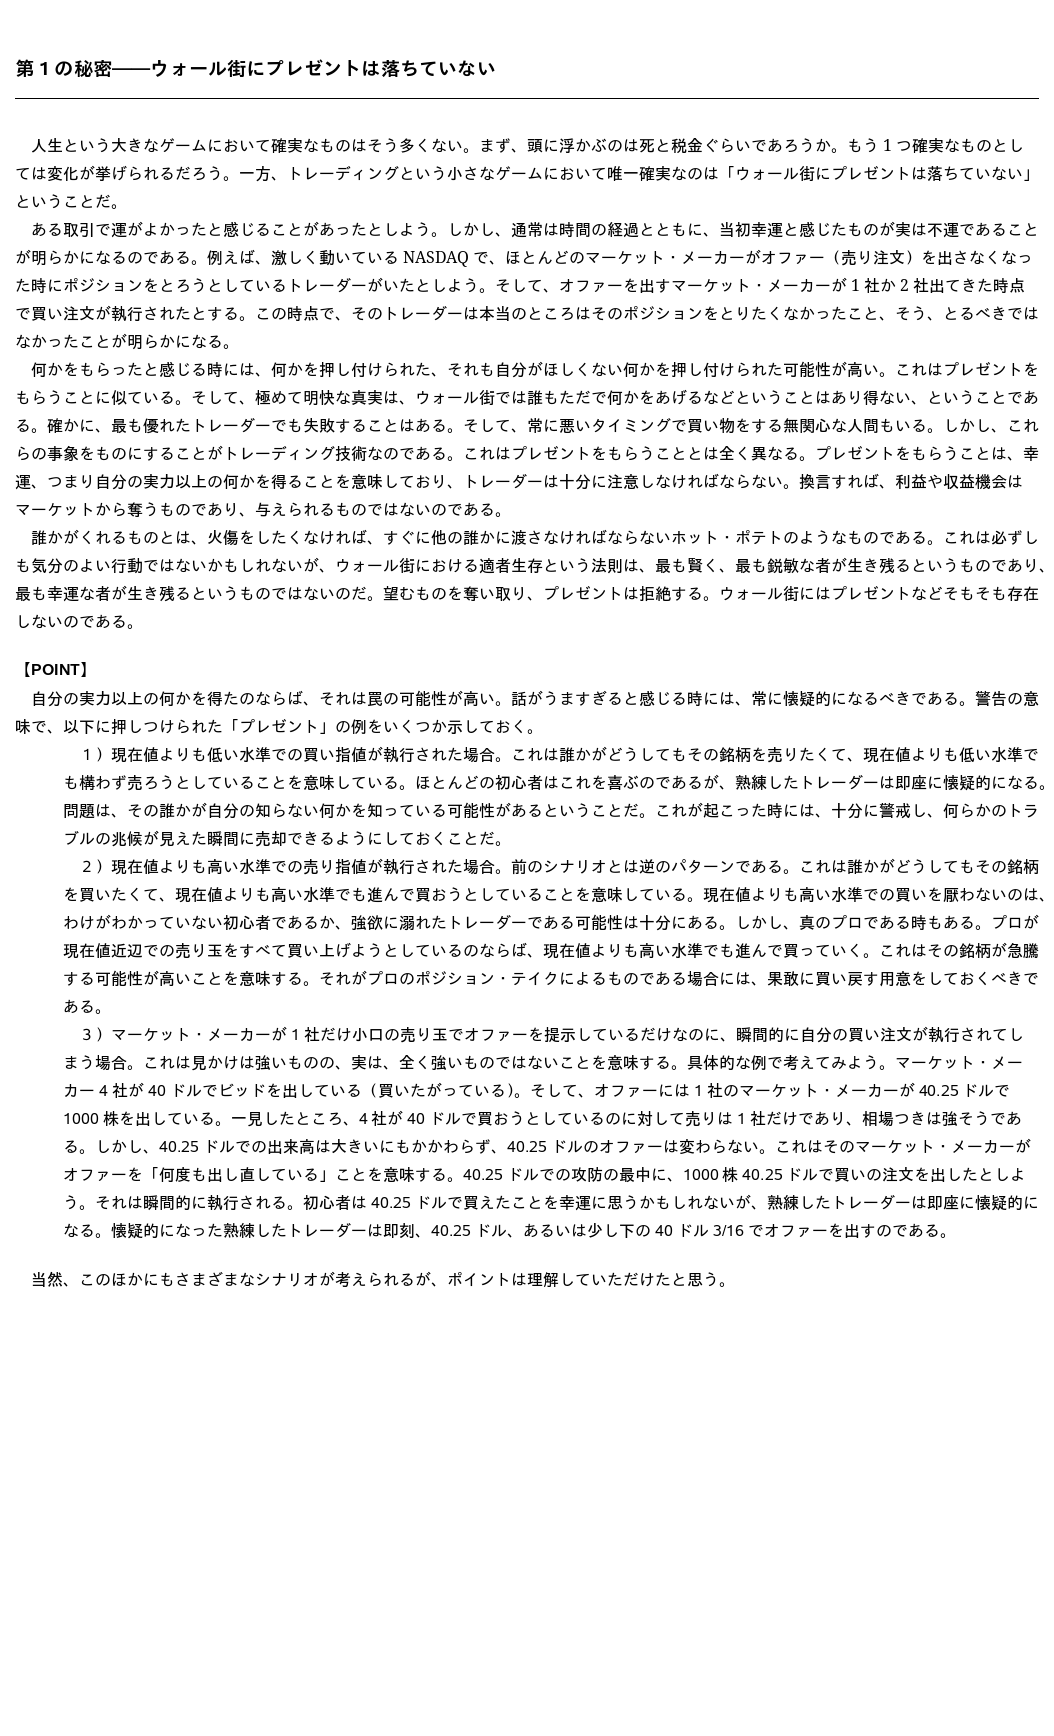 第１の秘密――ウォール街にプレゼントは落ちていない
人生という大きなゲームにおいて確実なものはそう多くない。まず、頭に浮かぶのは死と税金ぐらいであろうか。もう 1 つ確実なものとし
ては変化が挙げられるだろう。一方、トレーディングという小さなゲームにおいて唯一確実なのは「ウォール街にプレゼントは落ちていない」
ということだ。
ある取引で運がよかったと感じることがあったとしよう。しかし、通常は時間の経過とともに、当初幸運と感じたものが実は不運であること
が明らかになるのである。例えば、激しく動いている NASDAQ で、ほとんどのマーケット・メーカーがオファー（売り注文）を出さなくなっ
た時にポジションをとろうとしているトレーダーがいたとしよう。そして、オファーを出すマーケット・メーカーが 1 社か 2 社出てきた時点
で買い注文が執行されたとする。この時点で、そのトレーダーは本当のところはそのポジションをとりたくなかったこと、そう、とるべきでは
なかったことが明らかになる。
何かをもらったと感じる時には、何かを押し付けられた、それも自分がほしくない何かを押し付けられた可能性が高い。これはプレゼントを
もらうことに似ている。そして、極めて明快な真実は、ウォール街では誰もただで何かをあげるなどということはあり得ない、ということであ
る。確かに、最も優れたトレーダーでも失敗することはある。そして、常に悪いタイミングで買い物をする無関心な人間もいる。しかし、これ
らの事象をものにすることがトレーディング技術なのである。これはプレゼントをもらうこととは全く異なる。プレゼントをもらうことは、幸
運、つまり自分の実力以上の何かを得ることを意味しており、トレーダーは十分に注意しなければならない。換言すれば、利益や収益機会は
マーケットから奪うものであり、与えられるものではないのである。
誰かがくれるものとは、火傷をしたくなければ、すぐに他の誰かに渡さなければならないホット・ポテトのようなものである。これは必ずし
も気分のよい行動ではないかもしれないが、ウォール街における適者生存という法則は、最も賢く、最も鋭敏な者が生き残るというものであり、
最も幸運な者が生き残るというものではないのだ。望むものを奪い取り、プレゼントは拒絶する。ウォール街にはプレゼントなどそもそも存在
しないのである。
【POINT】
自分の実力以上の何かを得たのならば、それは罠の可能性が高い。話がうますぎると感じる時には、常に懐疑的になるべきである。警告の意
味で、以下に押しつけられた「プレゼント」の例をいくつか示しておく。
１）現在値よりも低い水準での買い指値が執行された場合。これは誰かがどうしてもその銘柄を売りたくて、現在値よりも低い水準で
も構わず売ろうとしていることを意味している。ほとんどの初心者はこれを喜ぶのであるが、熟練したトレーダーは即座に懐疑的になる。
問題は、その誰かが自分の知らない何かを知っている可能性があるということだ。これが起こった時には、十分に警戒し、何らかのトラ
ブルの兆候が見えた瞬間に売却できるようにしておくことだ。
２）現在値よりも高い水準での売り指値が執行された場合。前のシナリオとは逆のパターンである。これは誰かがどうしてもその銘柄
を買いたくて、現在値よりも高い水準でも進んで買おうとしていることを意味している。現在値よりも高い水準での買いを厭わないのは、
わけがわかっていない初心者であるか、強欲に溺れたトレーダーである可能性は十分にある。しかし、真のプロである時もある。プロが
現在値近辺での売り玉をすべて買い上げようとしているのならば、現在値よりも高い水準でも進んで買っていく。これはその銘柄が急騰
する可能性が高いことを意味する。それがプロのポジション・テイクによるものである場合には、果敢に買い戻す用意をしておくべきで
ある。
３）マーケット・メーカーが 1 社だけ小口の売り玉でオファーを提示しているだけなのに、瞬間的に自分の買い注文が執行されてし
まう場合。これは見かけは強いものの、実は、全く強いものではないことを意味する。具体的な例で考えてみよう。マーケット・メー
カー 4 社が 40 ドルでビッドを出している（買いたがっている）。そして、オファーには 1 社のマーケット・メーカーが 40.25 ドルで
1000 株を出している。一見したところ、4 社が 40 ドルで買おうとしているのに対して売りは 1 社だけであり、相場つきは強そうであ
る。しかし、40.25 ドルでの出来高は大きいにもかかわらず、40.25 ドルのオファーは変わらない。これはそのマーケット・メーカーが
オファーを「何度も出し直している」ことを意味する。40.25 ドルでの攻防の最中に、1000 株 40.25 ドルで買いの注文を出したとしよ
う。それは瞬間的に執行される。初心者は 40.25 ドルで買えたことを幸運に思うかもしれないが、熟練したトレーダーは即座に懐疑的に
なる。懐疑的になった熟練したトレーダーは即刻、40.25 ドル、あるいは少し下の 40 ドル 3/16 でオファーを出すのである。
当然、このほかにもさまざまなシナリオが考えられるが、ポイントは理解していただけたと思う。